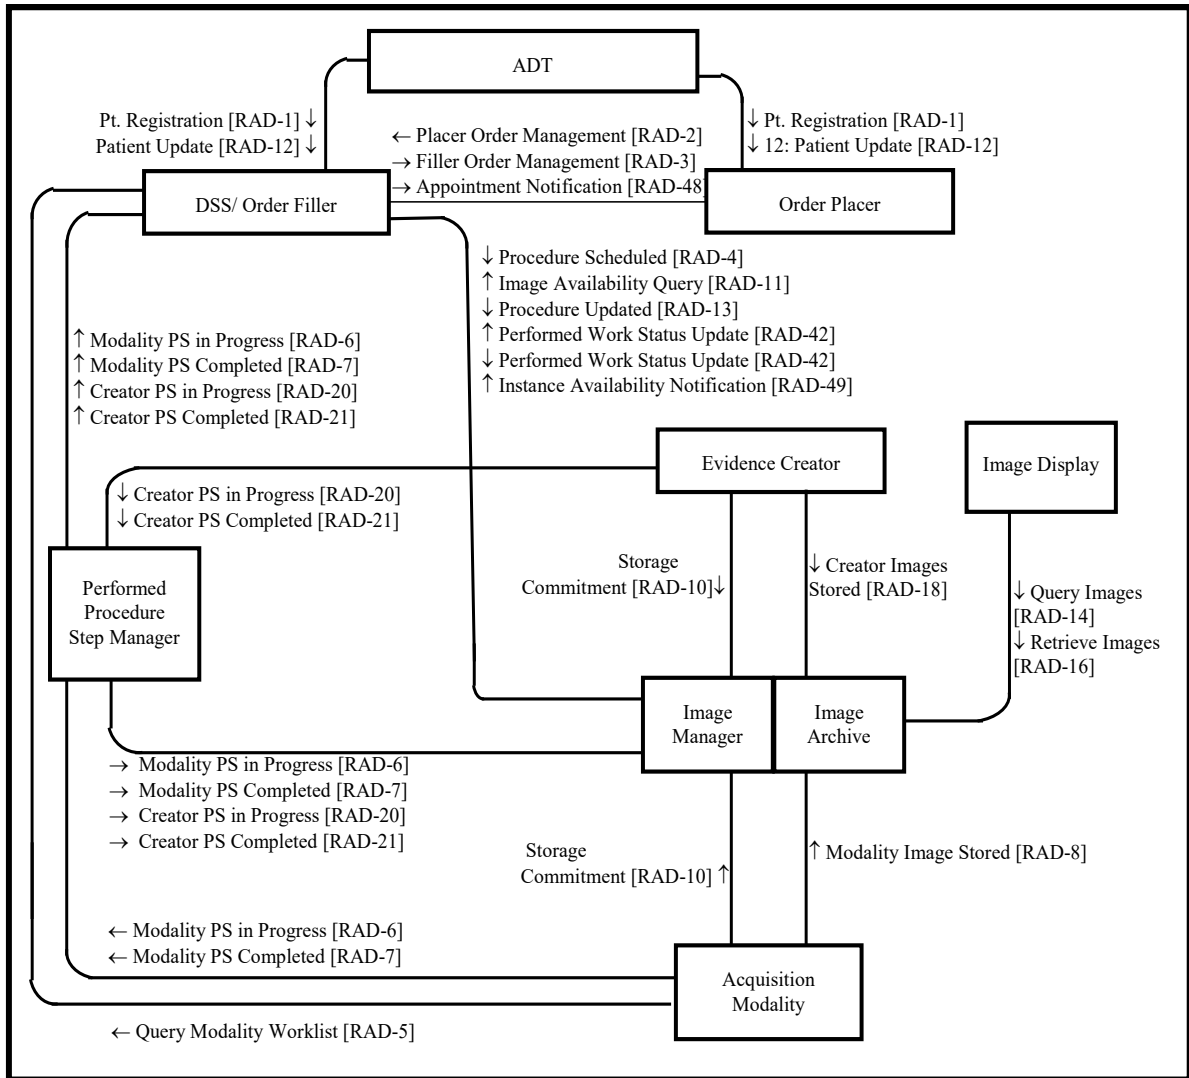 ADT
Pt. Registration [RAD-1] ↓
Patient Update [RAD-12] ↓
← Placer Order Management [RAD-2]
→ Filler Order Management [RAD-3]
→ Appointment Notification [RAD-48]
↓ Pt. Registration [RAD-1]
↓ 12: Patient Update [RAD-12]
DSS/ Order Filler
Order Placer
↓ Procedure Scheduled [RAD-4]
↑ Image Availability Query [RAD-11]
↓ Procedure Updated [RAD-13]
↑ Performed Work Status Update [RAD-42]
↓ Performed Work Status Update [RAD-42]
↑ Instance Availability Notification [RAD-49]
↑ Modality PS in Progress [RAD-6]
↑ Modality PS Completed [RAD-7]
↑ Creator PS in Progress [RAD-20]
↑ Creator PS Completed [RAD-21]
Evidence Creator
Image Display
↓ Creator PS in Progress [RAD-20]
↓ Creator PS Completed [RAD-21]
Performed
Procedure
Step Manager
Storage
Commitment [RAD-10]↓
↓ Creator Images
Stored [RAD-18]
↓ Query Images
[RAD-14]
↓ Retrieve Images
[RAD-16]
Image
Manager
Image
Archive
→ Modality PS in Progress [RAD-6]
→ Modality PS Completed [RAD-7]
→ Creator PS in Progress [RAD-20]
→ Creator PS Completed [RAD-21]
Storage
Commitment [RAD-10] ↑
↑ Modality Image Stored [RAD-8]
← Modality PS in Progress [RAD-6]
← Modality PS Completed [RAD-7]
Acquisition
Modality
← Query Modality Worklist [RAD-5]